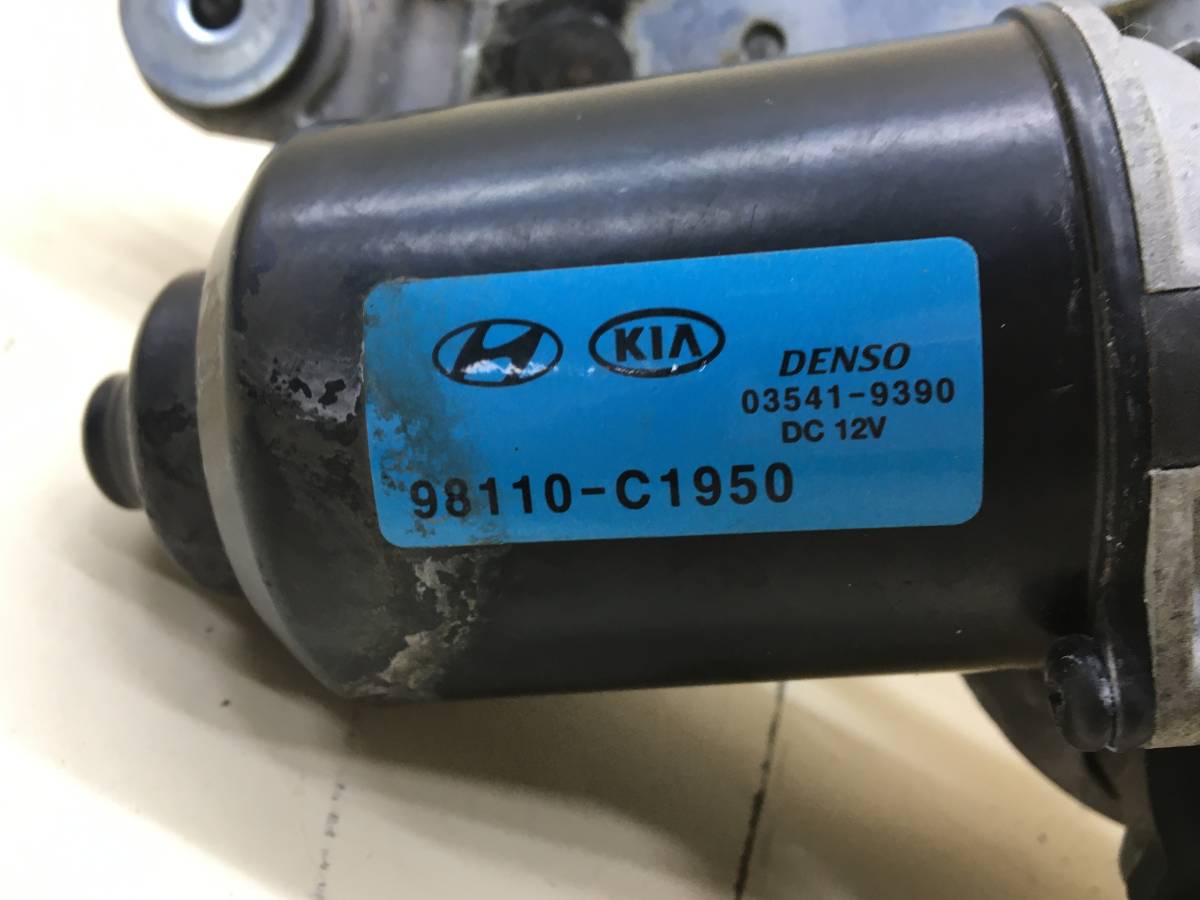 KIA
DENSO
03541-9390
DC 12V
98110-C1950